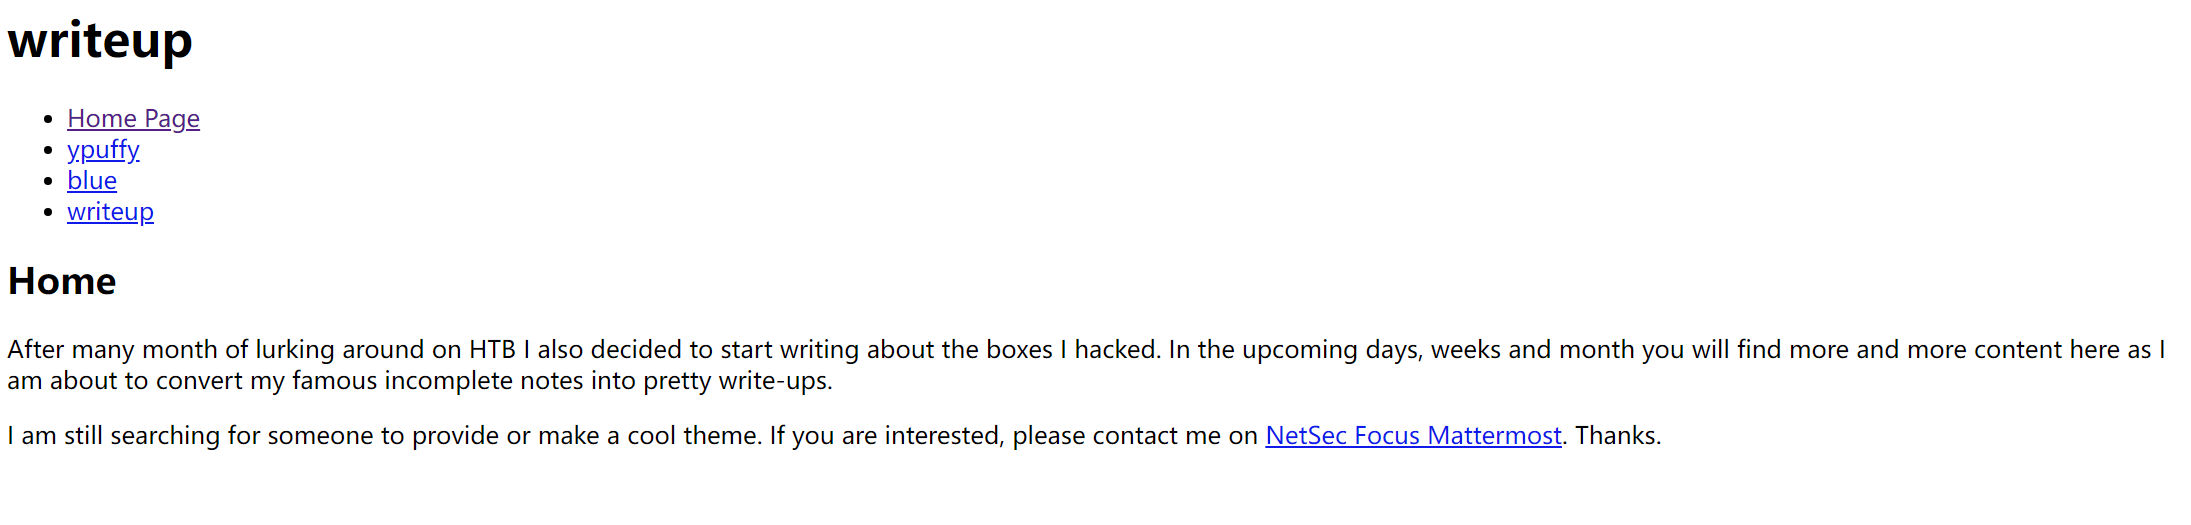 writeup
Home Page
ypuffy
blue
writeup
Home
After many month of lurking around on HTB I also decided to start writing about the boxes I hacked. In the upcoming days, weeks and month you will find more and more content here as I
am about to convert my famous incomplete notes into pretty write-ups.
I am still searching for someone to provide or make a cool theme. If you are interested, please contact me on NetSec Focus Mattermost. Thanks.